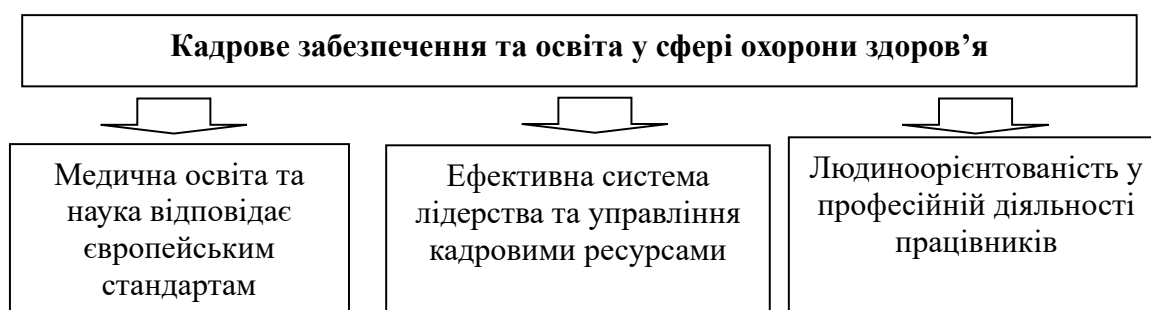 Кадрове забезпечення та освіта у сфері охорони здоров’я
Медична освіта та
наука відповідає
європейським
стандартам
Ефективна система
лідерства та управління
кадровими ресурсами
Людиноорієнтованість у
професійній діяльності
працівників